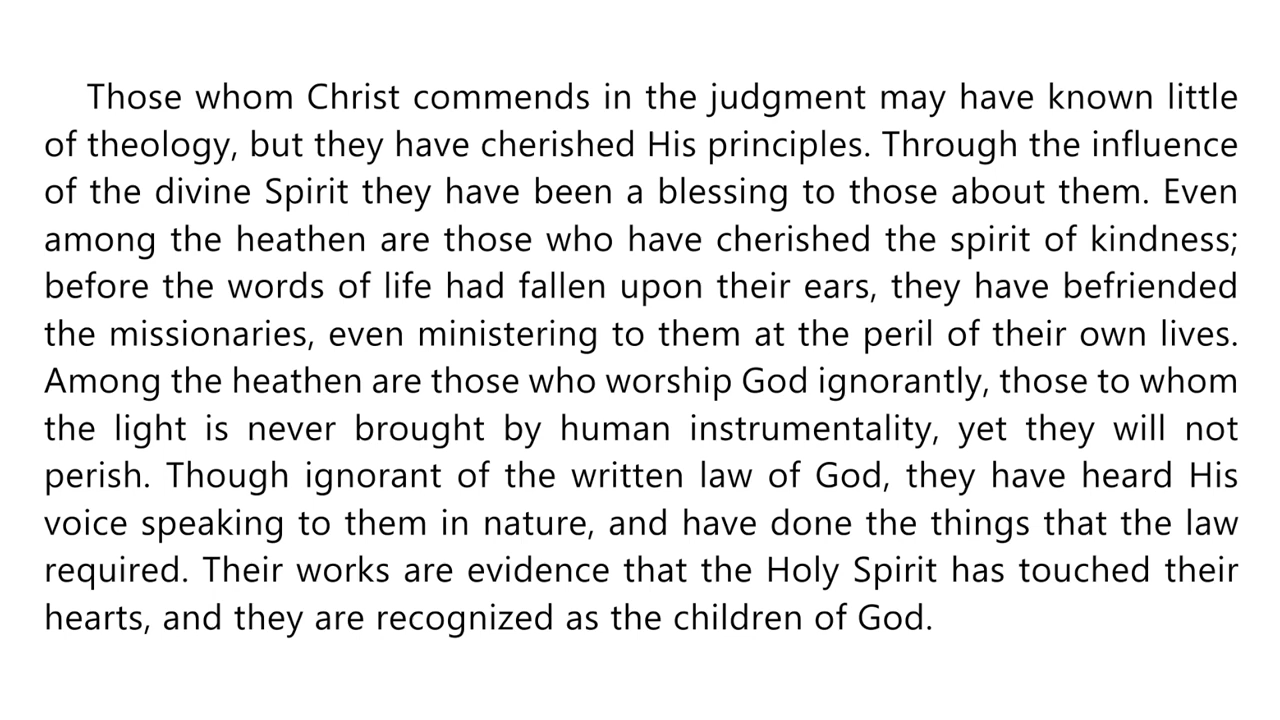 Those whom Christ commends in the judgment may have known little
of theology, but they have cherished His principles. Through the influence
of the divine Spirit they have been a blessing to those about them. Even
among the heathen are those who have cherished the spirit of kindness;
before the words of life had fallen upon their ears, they have befriended
the missionaries, even ministering to them at the peril of their own lives.
Among the heathen are those who worship God ignorantly, those to whom
the light is never brought by human instrumentality, yet they will not
perish. Though ignorant of the written law of God, they have heard His
voice speaking to them in nature, and have done the things that the law
required. Their works are evidence that the Holy Spirit has touched their
hearts, and they are recognized as the children of God.